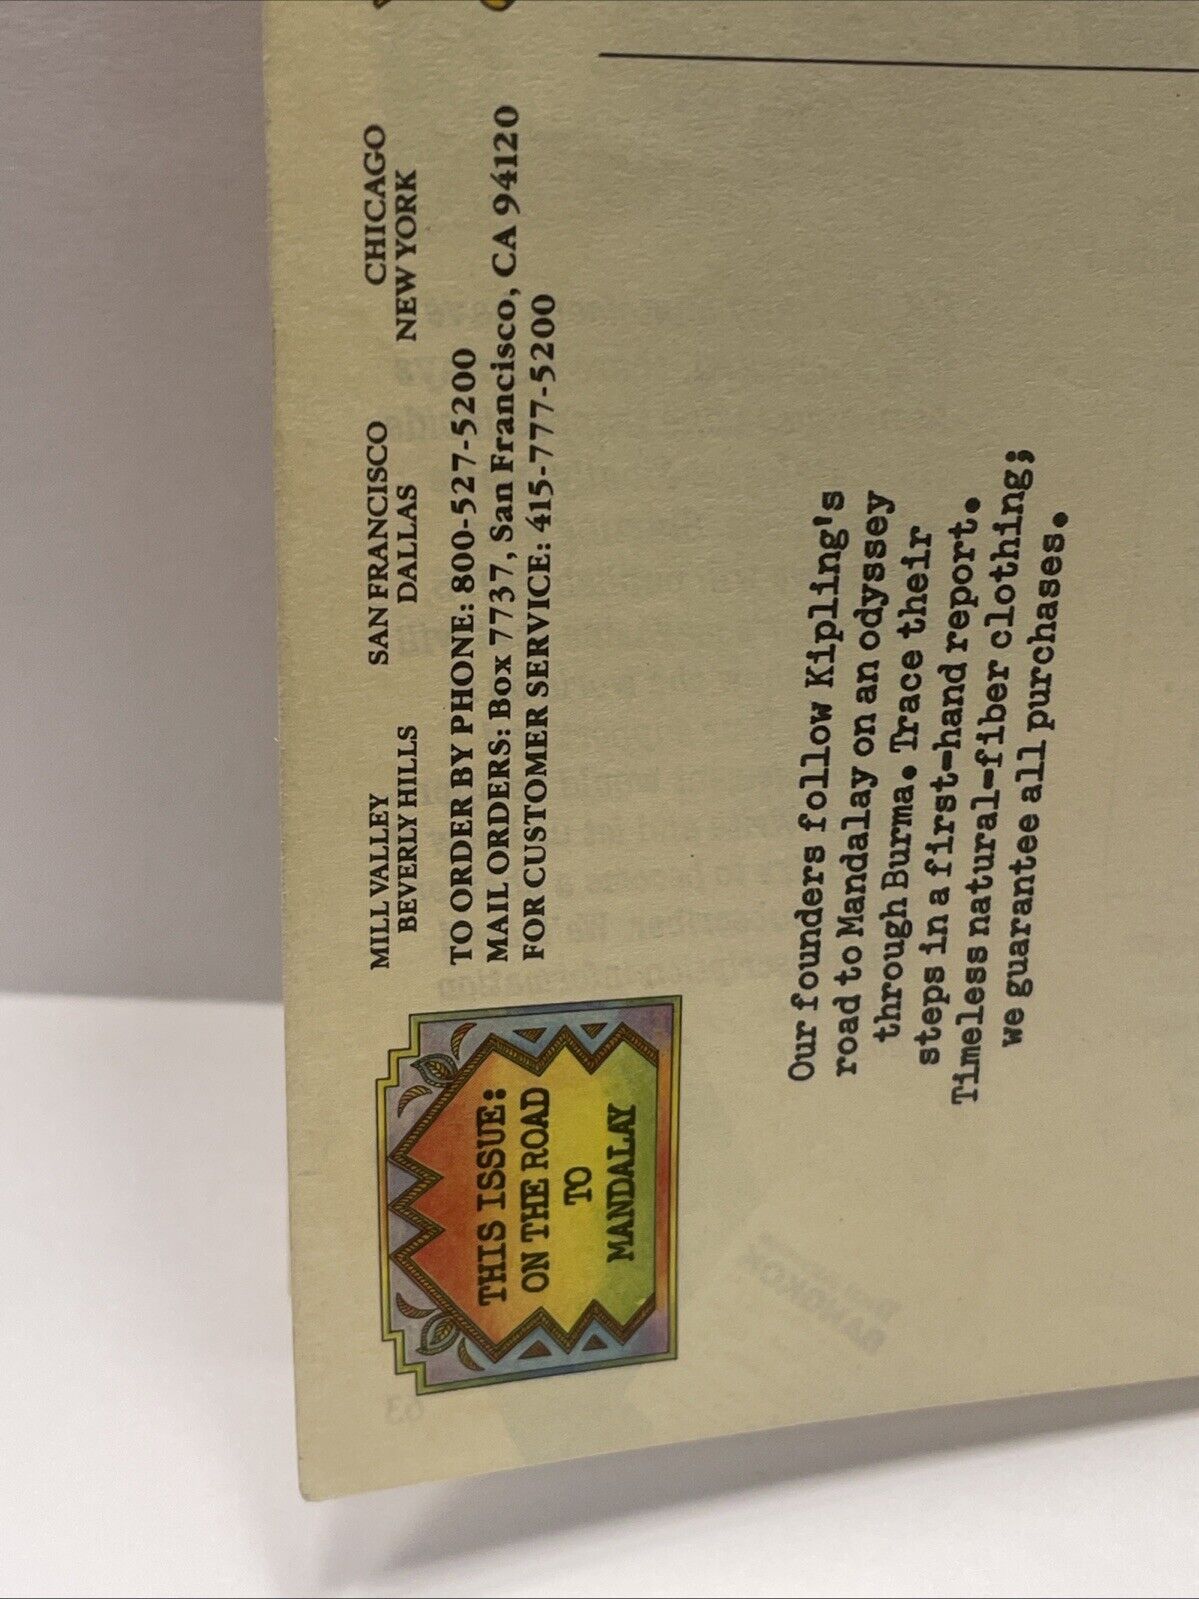 MILL VALLEY SAN FRANCISCO CHICAGO
BEVERLY HILLS DALLAS NEW YORK
TO ORDER BY PHONE: 800-527-5200
MAIL ORDERS: Box 7737, San Francisco, CA 94120
FOR CUSTOMER SERVICE: 415-777-5200
THIS ISSUE:
ON THE ROAD
TO
MANDALAY
Our founders follow Kipling's
road to Mandalay on an odyssey
through Burma. Trace their
steps in a first-hand report.
Timeless natural-fiber clothing;
we guarantee all purchases.